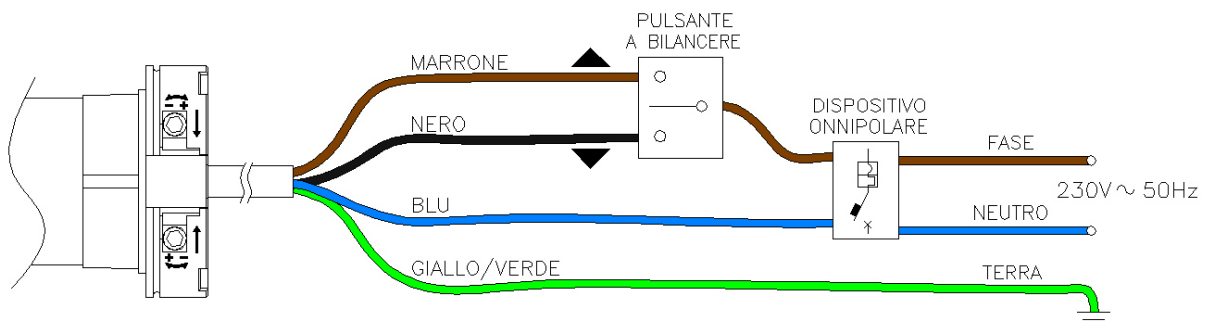 PULSANTE
A BILANCERE
MARRONE
NERO
DISPOSITIVO
ONNIPOLARE
FASE
230V ~ 50Hz
BLU
NEUTRO
GIALLO/VERDE
TERRA